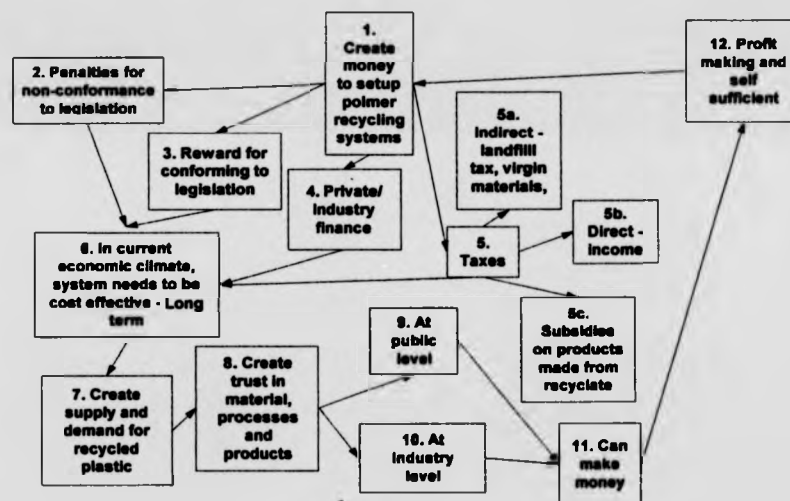 1.
Create
money
to setup
polmer
recycling
systems
2. Penalties for
non-conformance
to legislation
3. Reward for
conforming to
legislation
4. Private/
industry
finance
5.
Taxes
5a.
Indirect -
landfill
tax, virgin
materials,
5b.
Direct -
income
5c.
Subsidies
on products
made from
recyclate
6. In current
economic climate,
system needs to be
cost effective - Long
term
7. Create
supply and
demand for
recycled
plastic
8. Create
trust in
material,
processes
and
products
9. At
public
level
10. At
industry
level
11. Can
make
money
12. Profit
making and
self
sufficient